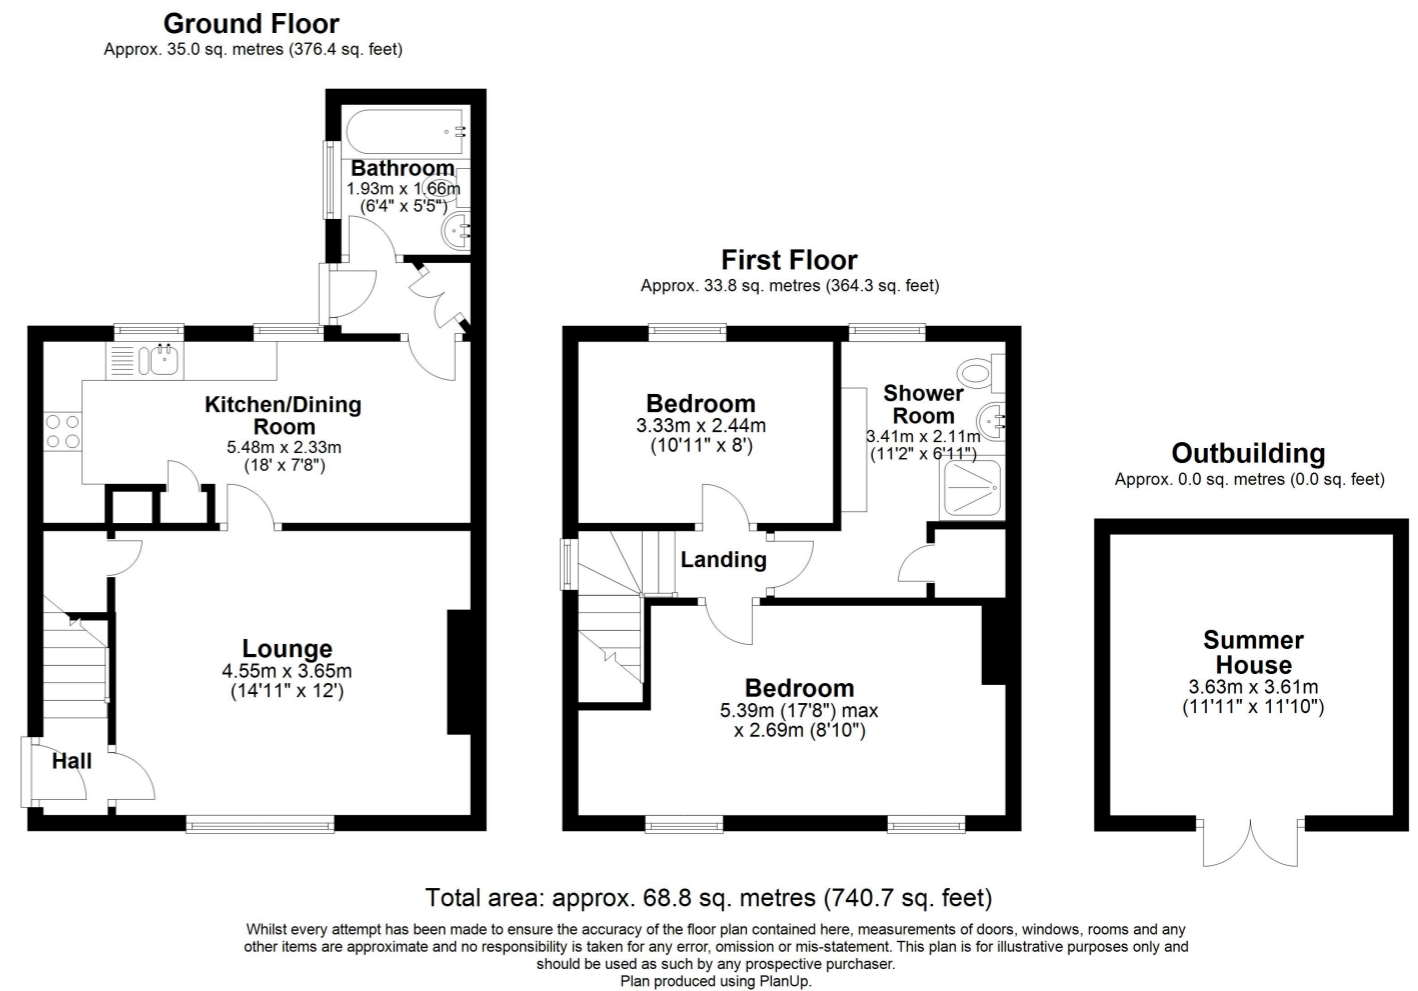 Ground Floor
Approx. 35.0 sq. metres (376.4 sq. feet)
Bathroom
1.93m x 1.66m
(6'4" x 5'5")
Kitchen/Dining
Room
5.48m x 2.33m
(18' x 7'8")
Lounge
4.55m x 3.65m
(14'11" x 12')
Hall
First Floor
Approx. 33.8 sq. metres (364.3 sq. feet)
Bedroom
3.33m x 2.44m
(10'11" x 8')
Shower
Room
3.41m x 2.11m
(11'2" x 6'11")
Landing
Bedroom
5.39m (17'8") max
x 2.69m (8'10")
Outbuilding
Approx. 0.0 sq. metres (0.0 sq. feet)
Summer
House
3.63m x 3.61m
(11'11" x 11'10")
Total area: approx. 68.8 sq. metres (740.7 sq. feet)
Whilst every attempt has been made to ensure the accuracy of the floor plan contained here, measurements of doors, windows, rooms and any
other items are approximate and no responsibility is taken for any error, omission or mis-statement. This plan is for illustrative purposes only and
should be used as such by any prospective purchaser.
Plan produced using PlanUp.